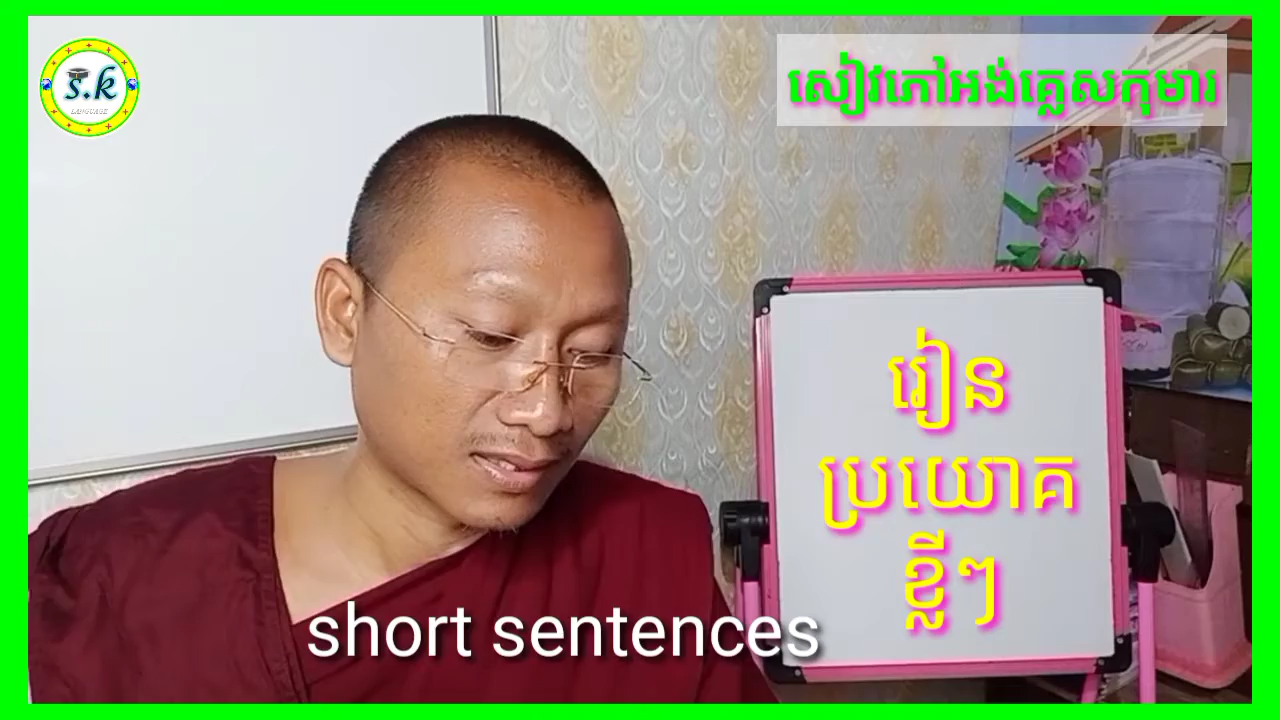 s.k
LANGUAGE
សៀវភៅអង់គ្លេសកុមារ
រៀន
ប្រយោគ
ខ្លីៗ
short sentences